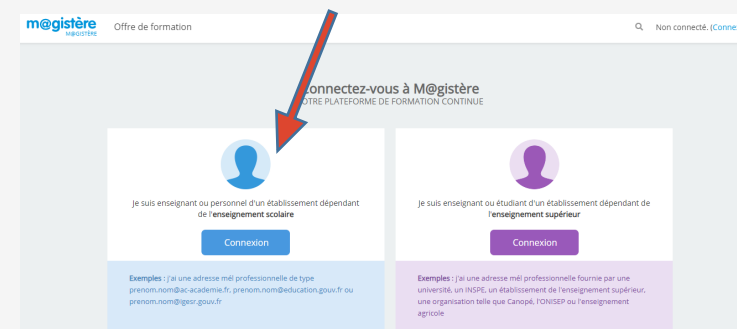 m@gistère
M@GISTÈRE
Offre de formation
Non connecté. (Connex
onnectez-vous à M@gistère
OTRE PLATEFORME DE FORMATION CONTINUE
Je suis enseignant ou personnel d'un établissement dépendant
de l'enseignement scolaire
Connexion
Exemples : J'ai une adresse mél professionnelle de type
prenom.nom@ac-academie.fr, prenom.nom@education.gouv.fr ou
prenom.nom@igesr.gouv.fr
Je suis enseignant ou étudiant d'un établissement dépendant de
l'enseignement supérieur
Connexion
Exemples : J'ai une adresse mél professionnelle fournie par une
université, un INSPE, un établissement de l'enseignement supérieur,
une organisation telle que Canopé, l'ONISEP ou l'enseignement
agricole